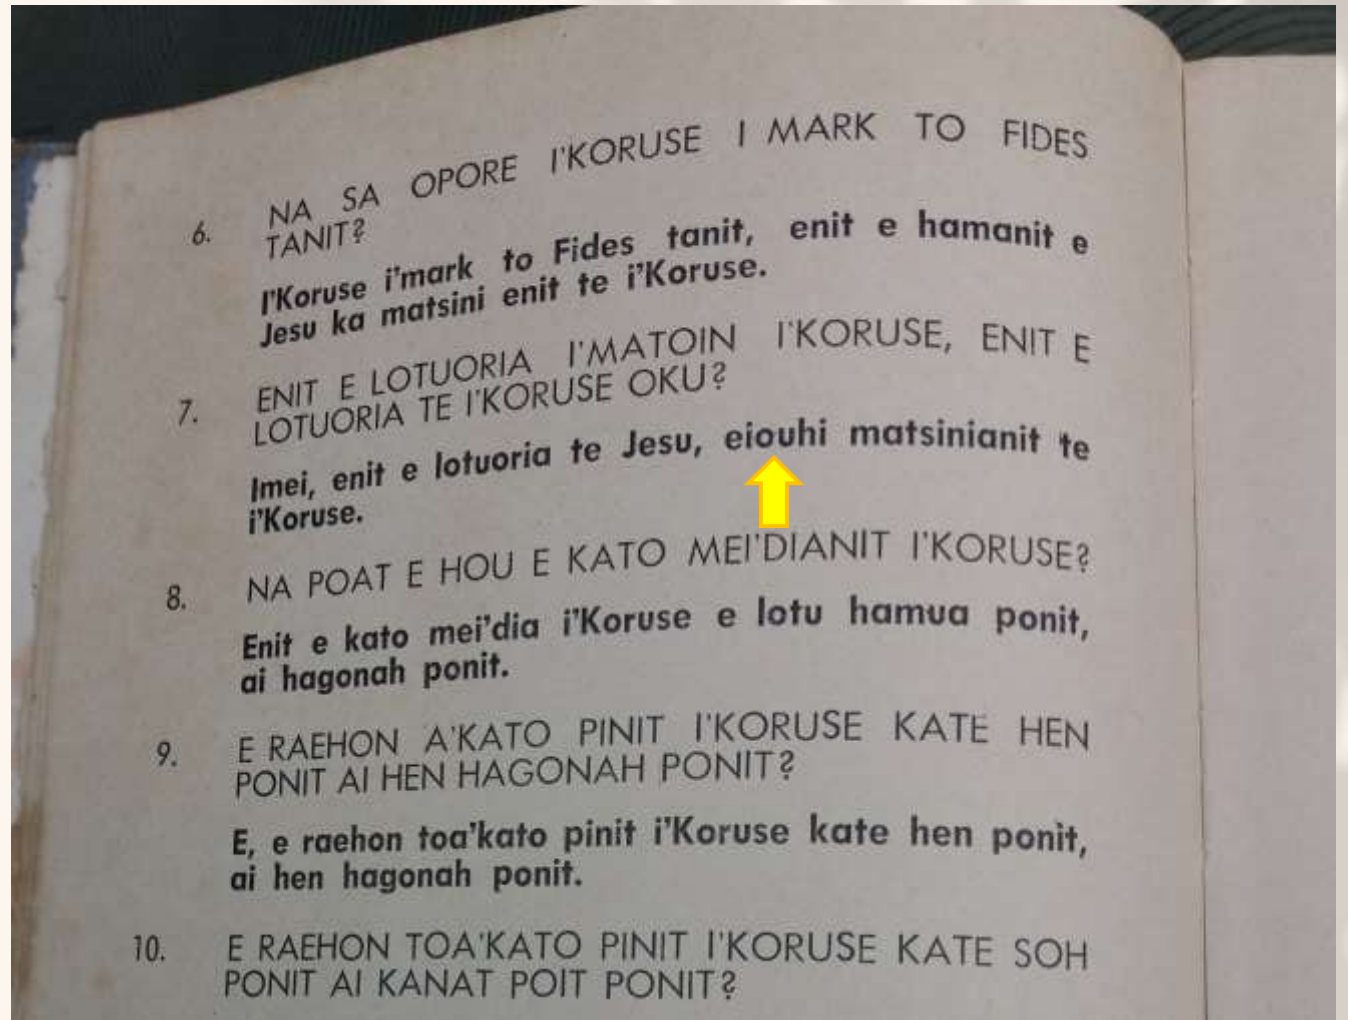 6. NA SA OPORE I'KORUSE I MARK TO FIDES
TANIT?
I'Koruse i'mark to Fides tanit, enit e hamanit e
Jesu ka matsini enit te i'Koruse.
7. ENIT E LOTUORIA I'MATOIN I'KORUSE, ENIT E
LOTUORIA TE I'KORUSE OKU?
Imei, enit e lotuoria te Jesu, eiouhi matsinianit te
i'Koruse.
8. NA POAT E HOU E KATO MEI'DIANIT I'KORUSE?
Enit e kato mei'dia i'Koruse e lotu hamua ponit,
ai hagonah ponit.
9. E RAEHON A'KATO PINIT I'KORUSE KATE HEN
PONIT AI HEN HAGONAH PONIT?
E, e raehon toa'kato pinit i'Koruse kate hen ponit,
ai hen hagonah ponit.
10. E RAEHON TOA'KATO PINIT I'KORUSE KATE SOH
PONIT AI KANAT POIT PONIT?